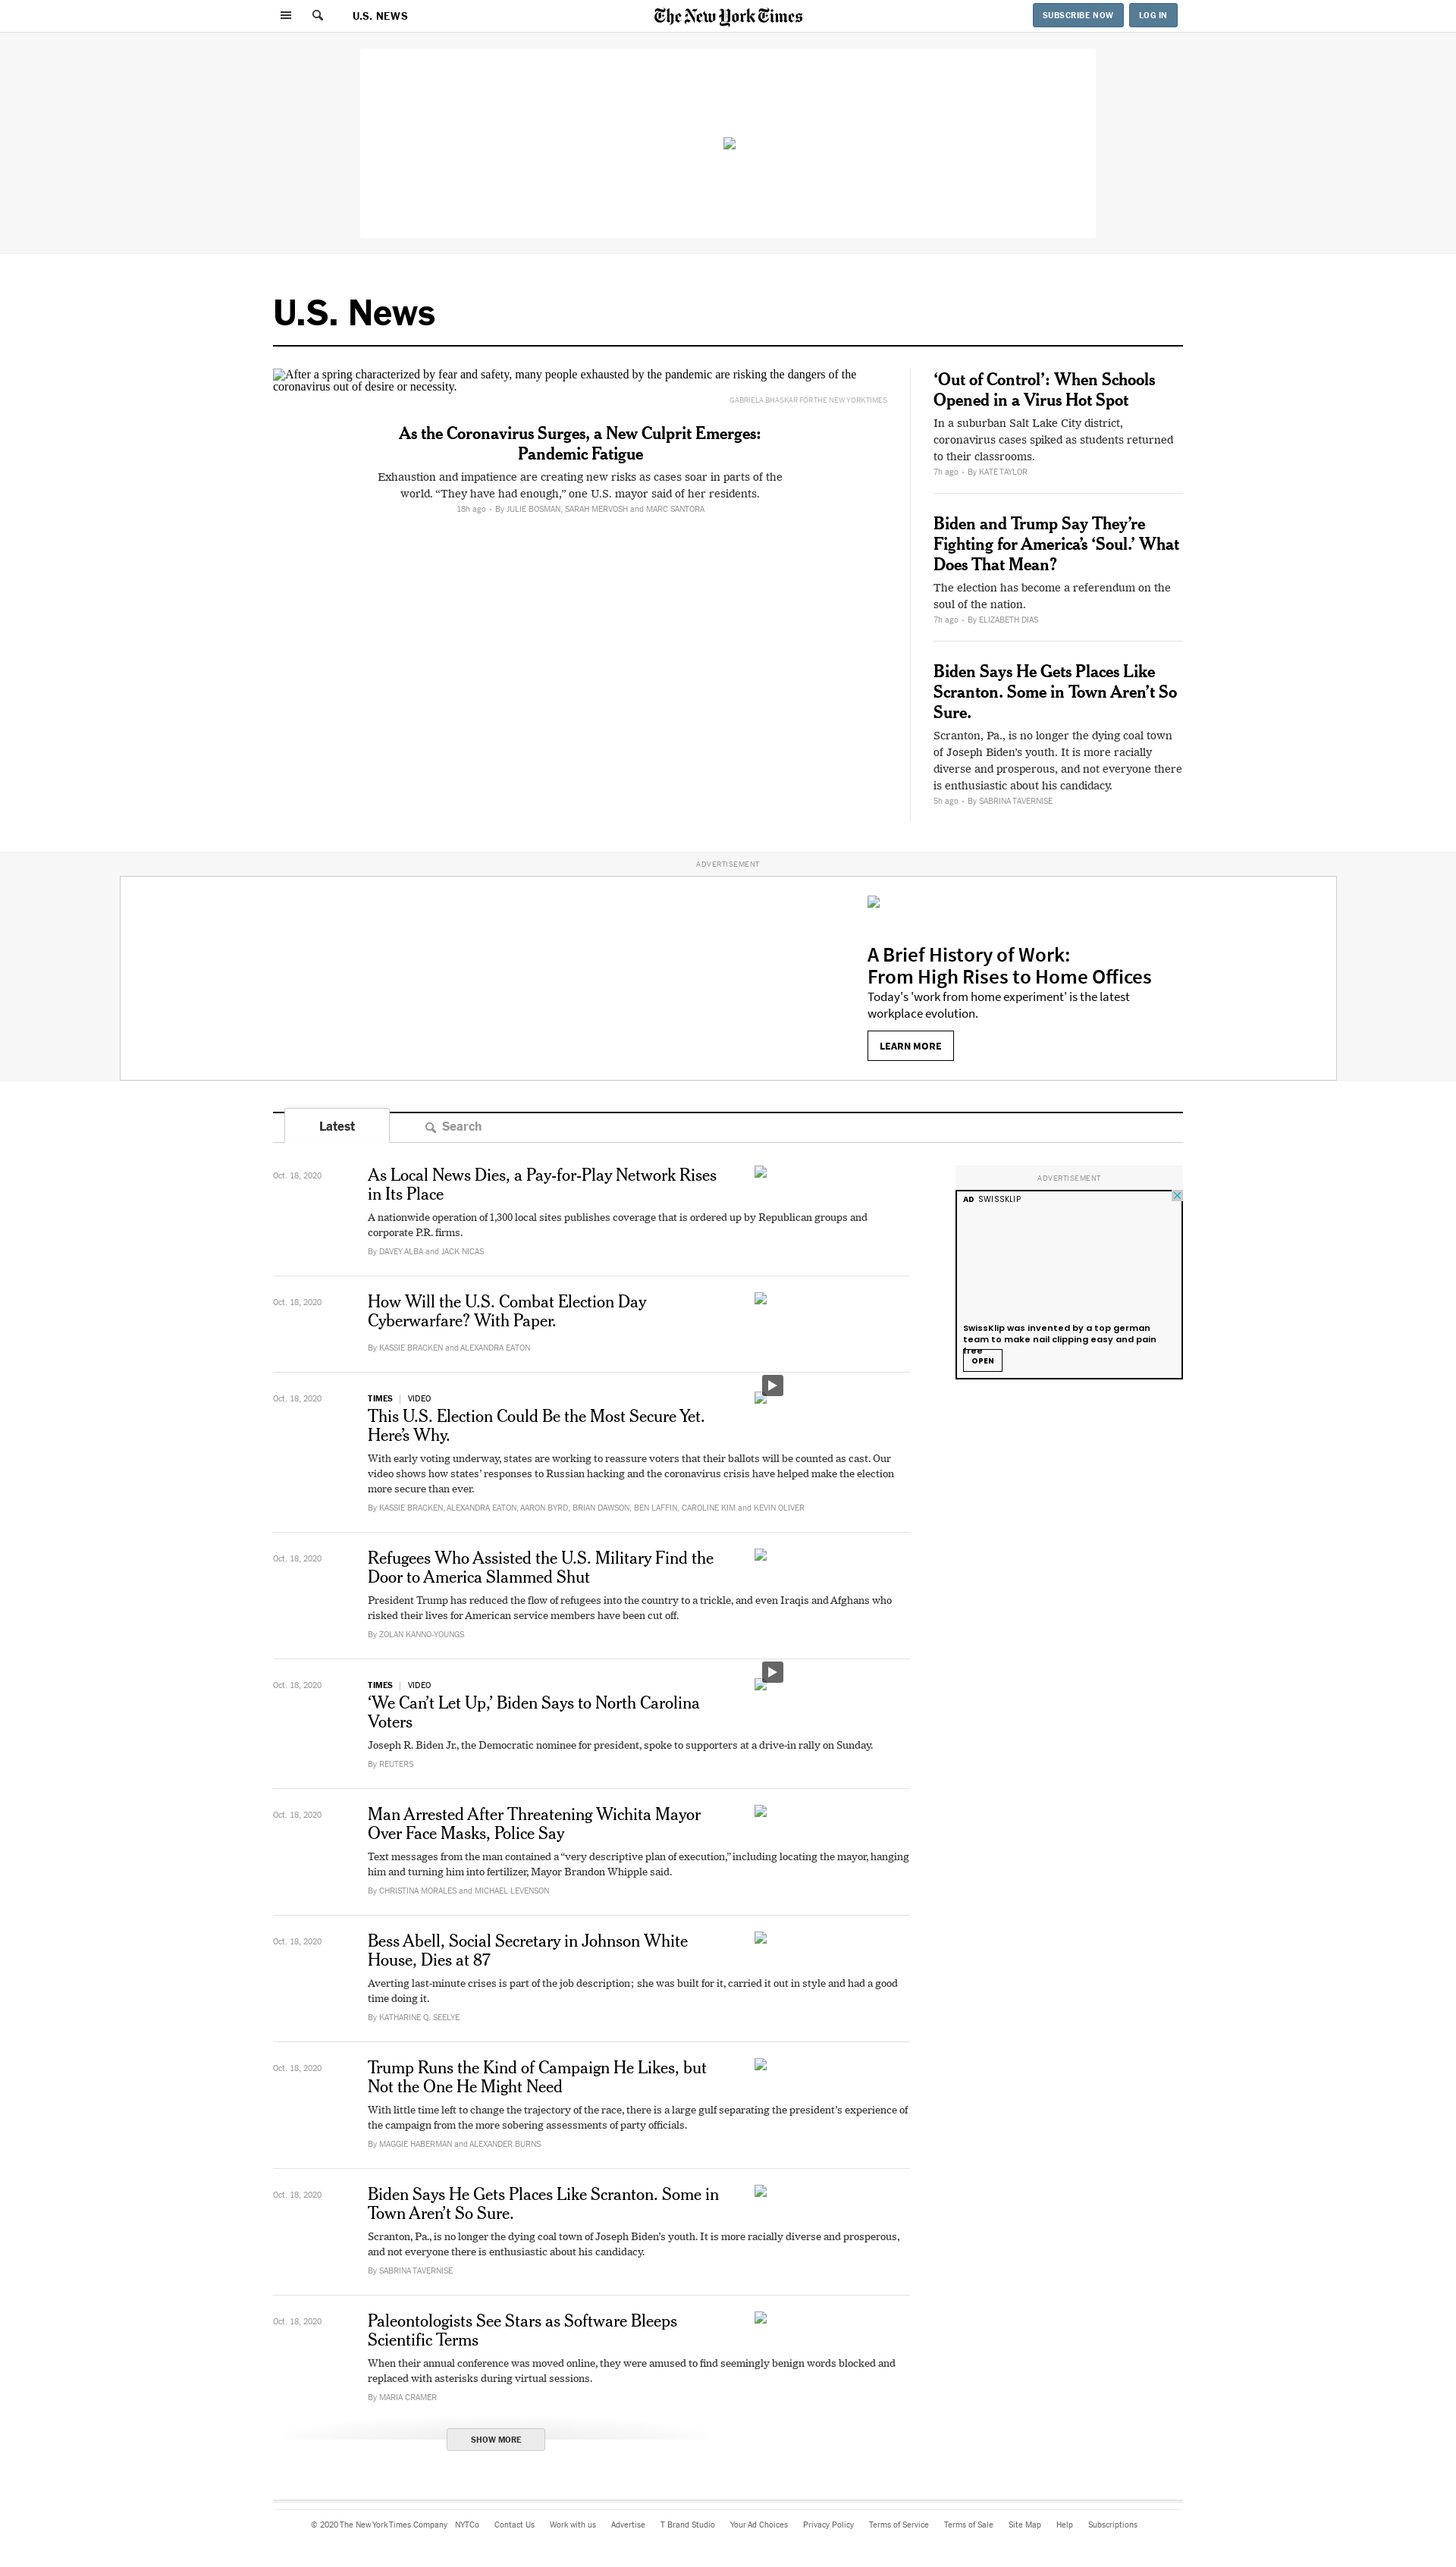 U.S. NEWS
The New York Times
SUBSCRIBE NOW
LOG IN
U.S. News
After a spring characterized by fear and safety, many people exhausted by the pandemic are risking the dangers of the
coronavirus out of desire or necessity.
GABRIELA BHASKAR FOR THE NEW YORK TIMES
As the Coronavirus Surges, a New Culprit Emerges:
Pandemic Fatigue
Exhaustion and impatience are creating new risks as cases soar in parts of the
world. “They have had enough,” one U.S. mayor said of her residents.
18h ago • By JULIE BOSMAN, SARAH MERVOSH and MARC SANTORA
‘Out of Control’: When Schools
Opened in a Virus Hot Spot
In a suburban Salt Lake City district,
coronavirus cases spiked as students returned
to their classrooms.
7h ago • By KATE TAYLOR
Biden and Trump Say They’re
Fighting for America’s ‘Soul.’ What
Does That Mean?
The election has become a referendum on the
soul of the nation.
7h ago • By ELIZABETH DIAS
Biden Says He Gets Places Like
Scranton. Some in Town Aren’t So
Sure.
Scranton, Pa., is no longer the dying coal town
of Joseph Biden’s youth. It is more racially
diverse and prosperous, and not everyone there
is enthusiastic about his candidacy.
5h ago • By SABRINA TAVERNISE
ADVERTISEMENT
A Brief History of Work:
From High Rises to Home Offices
Today's 'work from home experiment' is the latest
workplace evolution.
LEARN MORE
Latest
Search
Oct. 18, 2020
As Local News Dies, a Pay-for-Play Network Rises
in Its Place
A nationwide operation of 1,300 local sites publishes coverage that is ordered up by Republican groups and
corporate P.R. firms.
By DAVEY ALBA and JACK NICAS
ADVERTISEMENT
AD SWISSKLIP
SwissKlip was invented by a top german
team to make nail clipping easy and pain
free
OPEN
Oct. 18, 2020
How Will the U.S. Combat Election Day
Cyberwarfare? With Paper.
By KASSIE BRACKEN and ALEXANDRA EATON
Oct. 18, 2020
TIMES | VIDEO
This U.S. Election Could Be the Most Secure Yet.
Here’s Why.
With early voting underway, states are working to reassure voters that their ballots will be counted as cast. Our
video shows how states’ responses to Russian hacking and the coronavirus crisis have helped make the election
more secure than ever.
By KASSIE BRACKEN, ALEXANDRA EATON, AARON BYRD, BRIAN DAWSON, BEN LAFFIN, CAROLINE KIM and KEVIN OLIVER
Oct. 18, 2020
Refugees Who Assisted the U.S. Military Find the
Door to America Slammed Shut
President Trump has reduced the flow of refugees into the country to a trickle, and even Iraqis and Afghans who
risked their lives for American service members have been cut off.
By ZOLAN KANNO-YOUNGS
Oct. 18, 2020
TIMES | VIDEO
‘We Can’t Let Up,’ Biden Says to North Carolina
Voters
Joseph R. Biden Jr., the Democratic nominee for president, spoke to supporters at a drive-in rally on Sunday.
By REUTERS
Oct. 18, 2020
Man Arrested After Threatening Wichita Mayor
Over Face Masks, Police Say
Text messages from the man contained a “very descriptive plan of execution,” including locating the mayor, hanging
him and turning him into fertilizer, Mayor Brandon Whipple said.
By CHRISTINA MORALES and MICHAEL LEVENSON
Oct. 18, 2020
Bess Abell, Social Secretary in Johnson White
House, Dies at 87
Averting last-minute crises is part of the job description; she was built for it, carried it out in style and had a good
time doing it.
By KATHARINE Q. SEELYE
Oct. 18, 2020
Trump Runs the Kind of Campaign He Likes, but
Not the One He Might Need
With little time left to change the trajectory of the race, there is a large gulf separating the president’s experience of
the campaign from the more sobering assessments of party officials.
By MAGGIE HABERMAN and ALEXANDER BURNS
Oct. 18, 2020
Biden Says He Gets Places Like Scranton. Some in
Town Aren’t So Sure.
Scranton, Pa., is no longer the dying coal town of Joseph Biden’s youth. It is more racially diverse and prosperous,
and not everyone there is enthusiastic about his candidacy.
By SABRINA TAVERNISE
Oct. 18, 2020
Paleontologists See Stars as Software Bleeps
Scientific Terms
When their annual conference was moved online, they were amused to find seemingly benign words blocked and
replaced with asterisks during virtual sessions.
By MARIA CRAMER
SHOW MORE
© 2020 The New York Times Company NYTCo Contact Us Work with us Advertise T Brand Studio Your Ad Choices Privacy Policy Terms of Service Terms of Sale Site Map Help Subscriptions